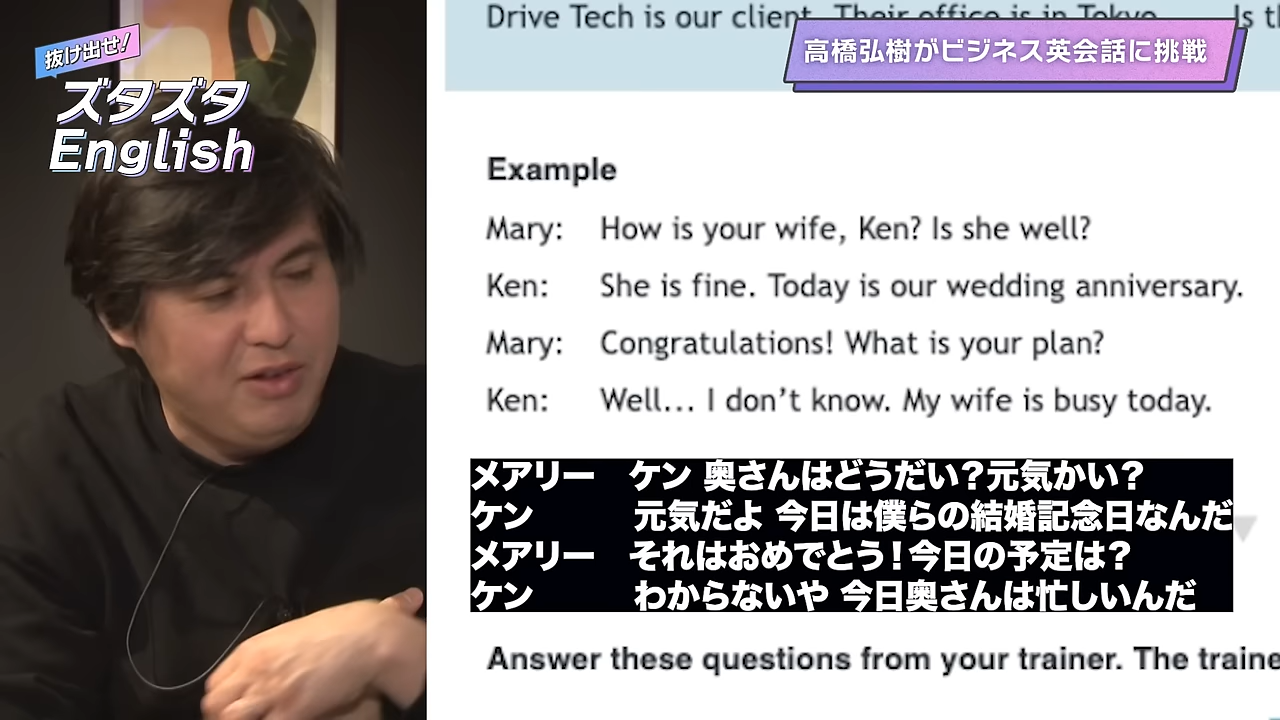 抜け出せ!
ズタズタ
English
Drive Tech is our client. Their office is in Tokyo.
高橋弘樹がビジネス英会話に挑戦
Example
Mary: How is your wife, Ken? Is she well?
Ken: She is fine. Today is our wedding anniversary.
Mary: Congratulations! What is your plan?
Ken: Well... I don't know. My wife is busy today.
メアリー ケン 奥さんはどうだい?元気かい?
ケン 元気だよ 今日は僕らの結婚記念日なんだ
メアリー それはおめでとう!今日の予定は?
ケン わからないや 今日奥さんは忙しいんだ
Answer these questions from your trainer. The